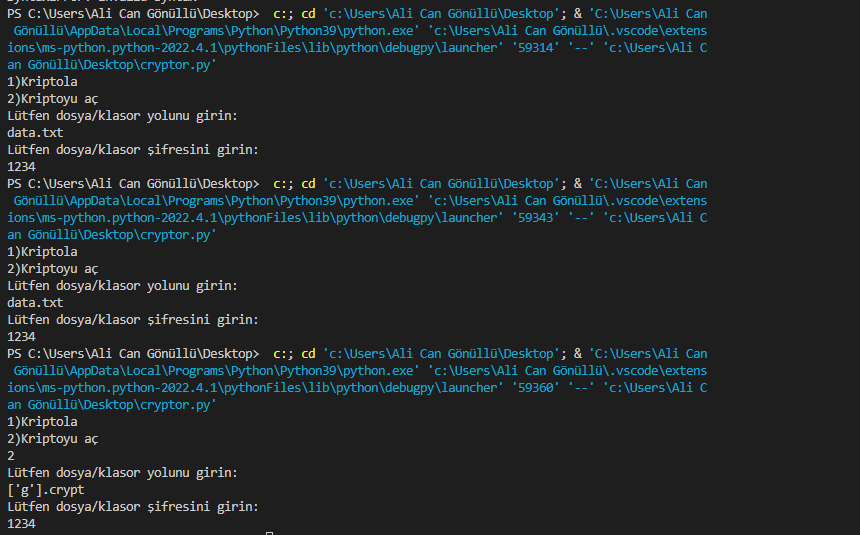 PS C:\Users\Ali Can Gönüllü\Desktop>  c:; cd 'c:\Users\Ali Can Gönüllü\Desktop'; & 'C:\Users\Ali Can
 Gönüllü\AppData\Local\Programs\Python\Python39\python.exe' 'c:\Users\Ali Can Gönüllü\.vscode\extens
ions\ms-python.python-2022.4.1\pythonFiles\lib\python\debugpy\launcher' '59314' '--' 'c:\Users\Ali C
an Gönüllü\Desktop\cryptor.py'
1)Kriptola
2)Kriptoyu aç
Lütfen dosya/klasor yolunu girin:
data.txt
Lütfen dosya/klasor şifresini girin:
1234
PS C:\Users\Ali Can Gönüllü\Desktop>  c:; cd 'c:\Users\Ali Can Gönüllü\Desktop'; & 'C:\Users\Ali Can
 Gönüllü\AppData\Local\Programs\Python\Python39\python.exe' 'c:\Users\Ali Can Gönüllü\.vscode\extens
ions\ms-python.python-2022.4.1\pythonFiles\lib\python\debugpy\launcher' '59343' '--' 'c:\Users\Ali C
an Gönüllü\Desktop\cryptor.py'
1)Kriptola
2)Kriptoyu aç
Lütfen dosya/klasor yolunu girin:
data.txt
Lütfen dosya/klasor şifresini girin:
1234
PS C:\Users\Ali Can Gönüllü\Desktop>  c:; cd 'c:\Users\Ali Can Gönüllü\Desktop'; & 'C:\Users\Ali Can
 Gönüllü\AppData\Local\Programs\Python\Python39\python.exe' 'c:\Users\Ali Can Gönüllü\.vscode\extens
ions\ms-python.python-2022.4.1\pythonFiles\lib\python\debugpy\launcher' '59360' '--' 'c:\Users\Ali C
an Gönüllü\Desktop\cryptor.py'
1)Kriptola
2)Kriptoyu aç
2
Lütfen dosya/klasor yolunu girin:
['g'].crypt
Lütfen dosya/klasor şifresini girin:
1234